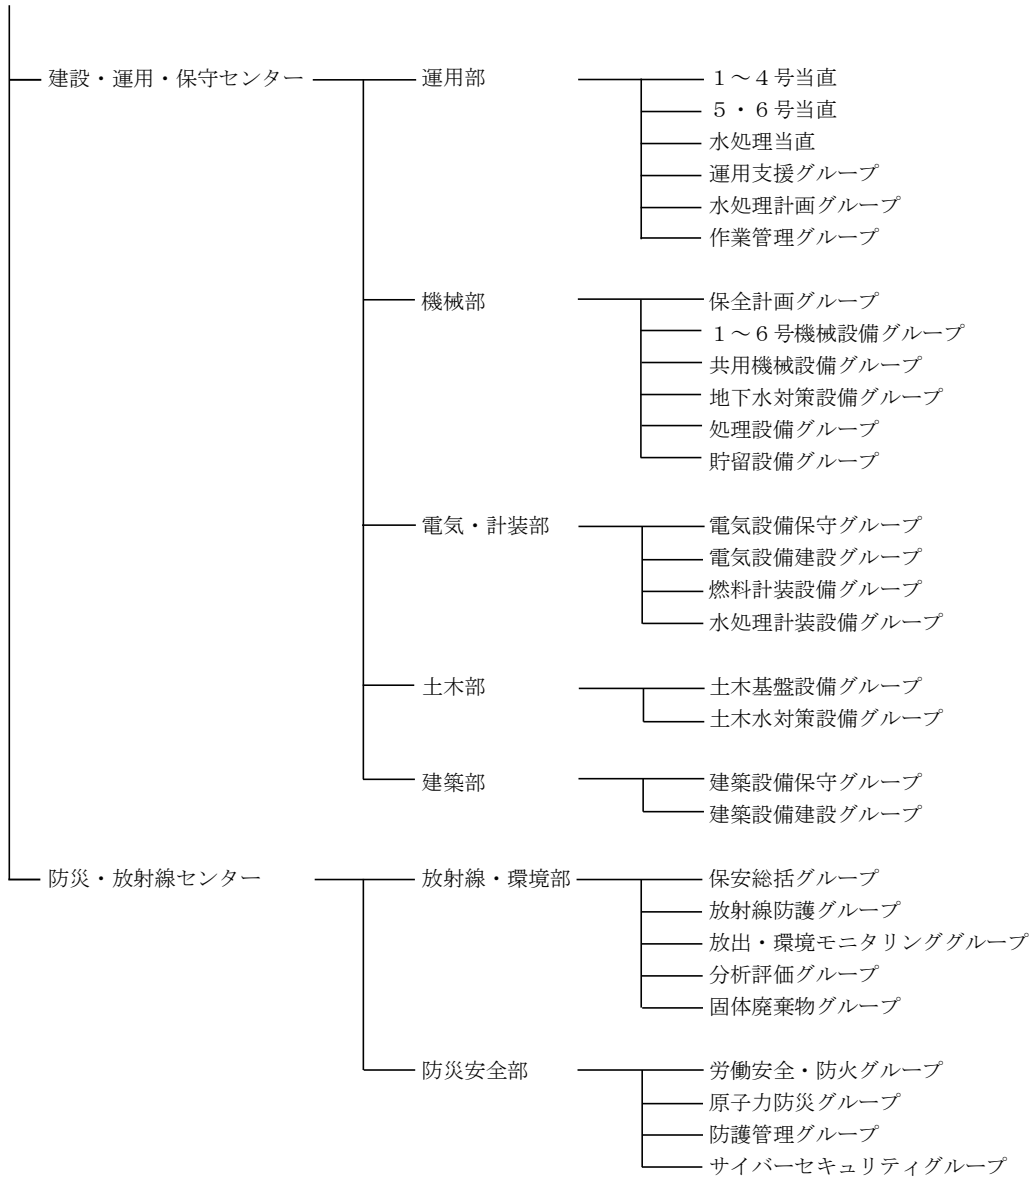 建設・運用・保守センター 運用部 １～４号当直
５・６号当直
水処理当直
運用支援グループ
水処理計画グループ
作業管理グループ
機械部 保全計画グループ
１～６号機械設備グループ
共用機械設備グループ
地下水対策設備グループ
処理設備グループ
貯留設備グループ
電気・計装部 電気設備保守グループ
電気設備建設グループ
燃料計装設備グループ
水処理計装設備グループ
土木部 土木基盤設備グループ
土木水対策設備グループ
建築部 建築設備保守グループ
建築設備建設グループ
防災・放射線センター 放射線・環境部 保安総括グループ
放射線防護グループ
放出・環境モニタリンググループ
分析評価グループ
固体廃棄物グループ
防災安全部 労働安全・防火グループ
原子力防災グループ
防護管理グループ
サイバーセキュリティグループ